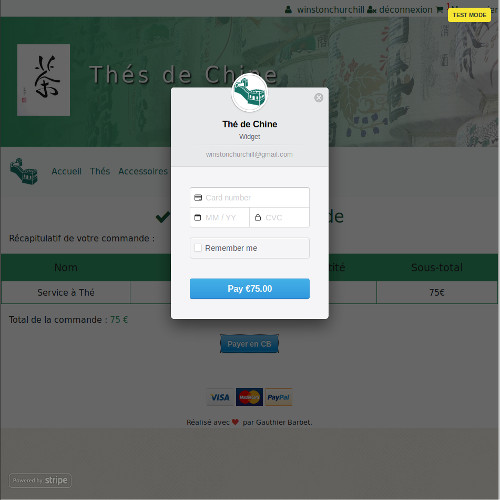 winstonchurchill déconnexion
TEST MODE
茶
Thés de Chine
Thé de Chine
Widget
winstonchurchill@gmail.com
Accueil Thés Accessoires
Card number
MM / YY
CVC
Récapitulatif de votre commande :
Remember me
Nom
Sous-total
Pay €75.00
Service à Thé
75€
Total de la commande : 75 €
Payer en CB
VISA MasterCard PayPal
Réalisé avec par Gauthier Barbet.
Powered by stripe